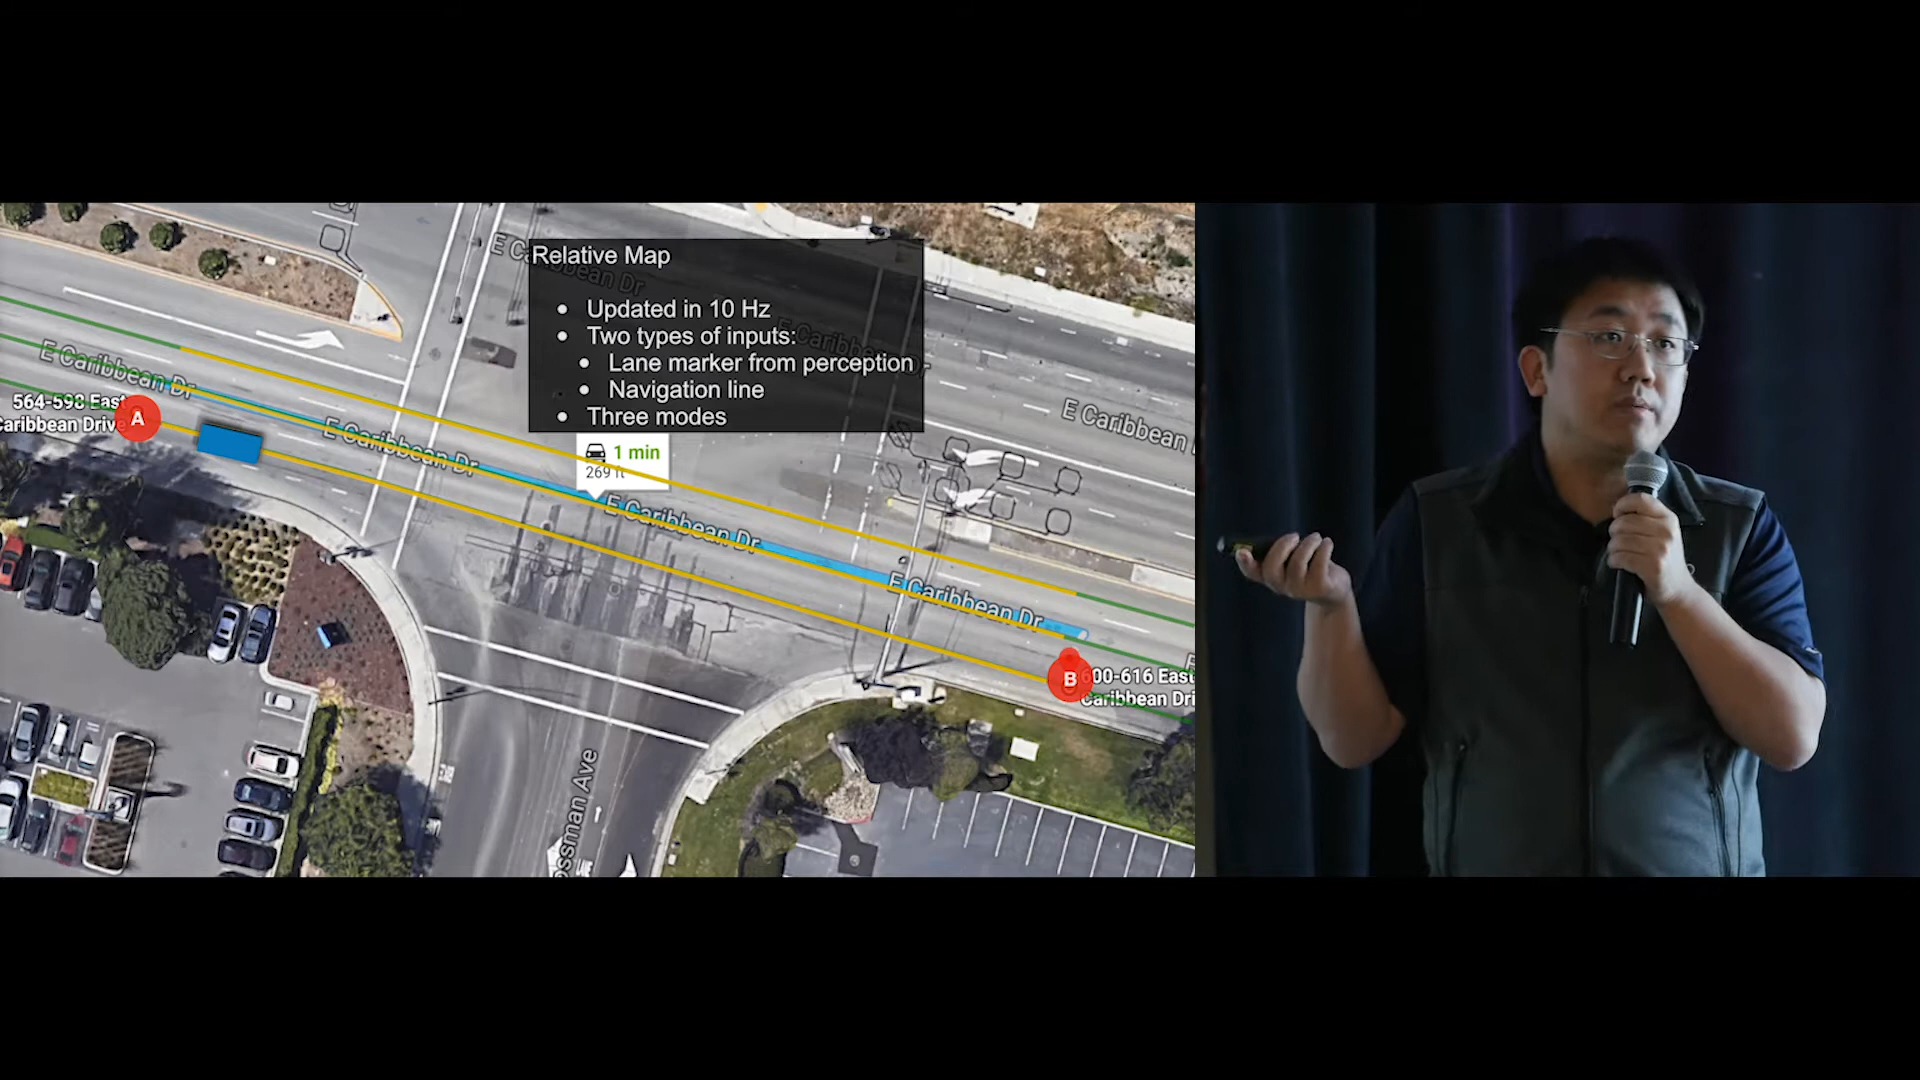 Relative Map
Updated in 10 Hz
Two types of inputs:
Lane marker from perception
Navigation line
Three modes
E Caribbean Dr
564-598 East
Caribbean Drive
A
E Caribbean Dr
1 min
269 ft
E Caribbean Dr
E Caribbean Dr
E Caribbean
B
600-616 East
Caribbean Dri
ossman Ave